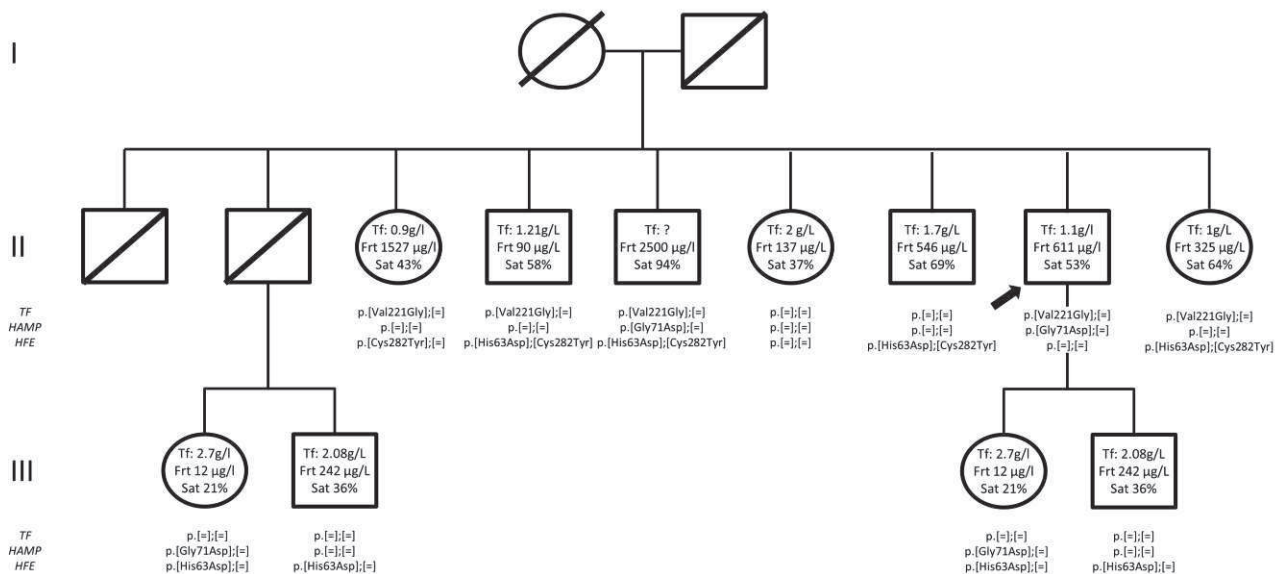 I
II
Tf: 0.9g/l
Frt 1527 µg/l
Sat 43%
Tf: 1.21g/L
Frt 90 µg/L
Sat 58%
Tf: ?
Frt 2500 µg/l
Sat 94%
Tf: 2 g/L
Frt 137 µg/L
Sat 37%
Tf: 1.7g/L
Frt 546 µg/L
Sat 69%
Tf: 1.1g/l
Frt 611 µg/l
Sat 53%
Tf: 1g/L
Frt 325 µg/L
Sat 64%
TF
HAMP
HFE
p.[Val221Gly];[=]
p.[=];[=]
p.[Cys282Tyr];[=]
p.[Val221Gly];[=]
p.[=];[=]
p.[His63Asp];[Cys282Tyr]
p.[Val221Gly];[=]
p.[Gly71Asp];[=]
p.[His63Asp];[Cys282Tyr]
p.[=];[=]
p.[=];[=]
p.[=];[=]
p.[=];[=]
p.[=];[=]
p.[His63Asp];[Cys282Tyr]
p.[Val221Gly];[=]
p.[Gly71Asp];[=]
p.[=];[=]
p.[Val221Gly];[=]
p.[=];[=]
p.[His63Asp];[Cys282Tyr]
III
Tf: 2.7g/l
Frt 12 µg/l
Sat 21%
Tf: 2.08g/L
Frt 242 µg/L
Sat 36%
Tf: 2.7g/l
Frt 12 µg/l
Sat 21%
Tf: 2.08g/L
Frt 242 µg/L
Sat 36%
TF
HAMP
HFE
p.[=];[=]
p.[Gly71Asp];[=]
p.[His63Asp];[=]
p.[=];[=]
p.[=];[=]
p.[His63Asp];[=]
p.[=];[=]
p.[Gly71Asp];[=]
p.[His63Asp];[=]
p.[=];[=]
p.[=];[=]
p.[His63Asp];[=]